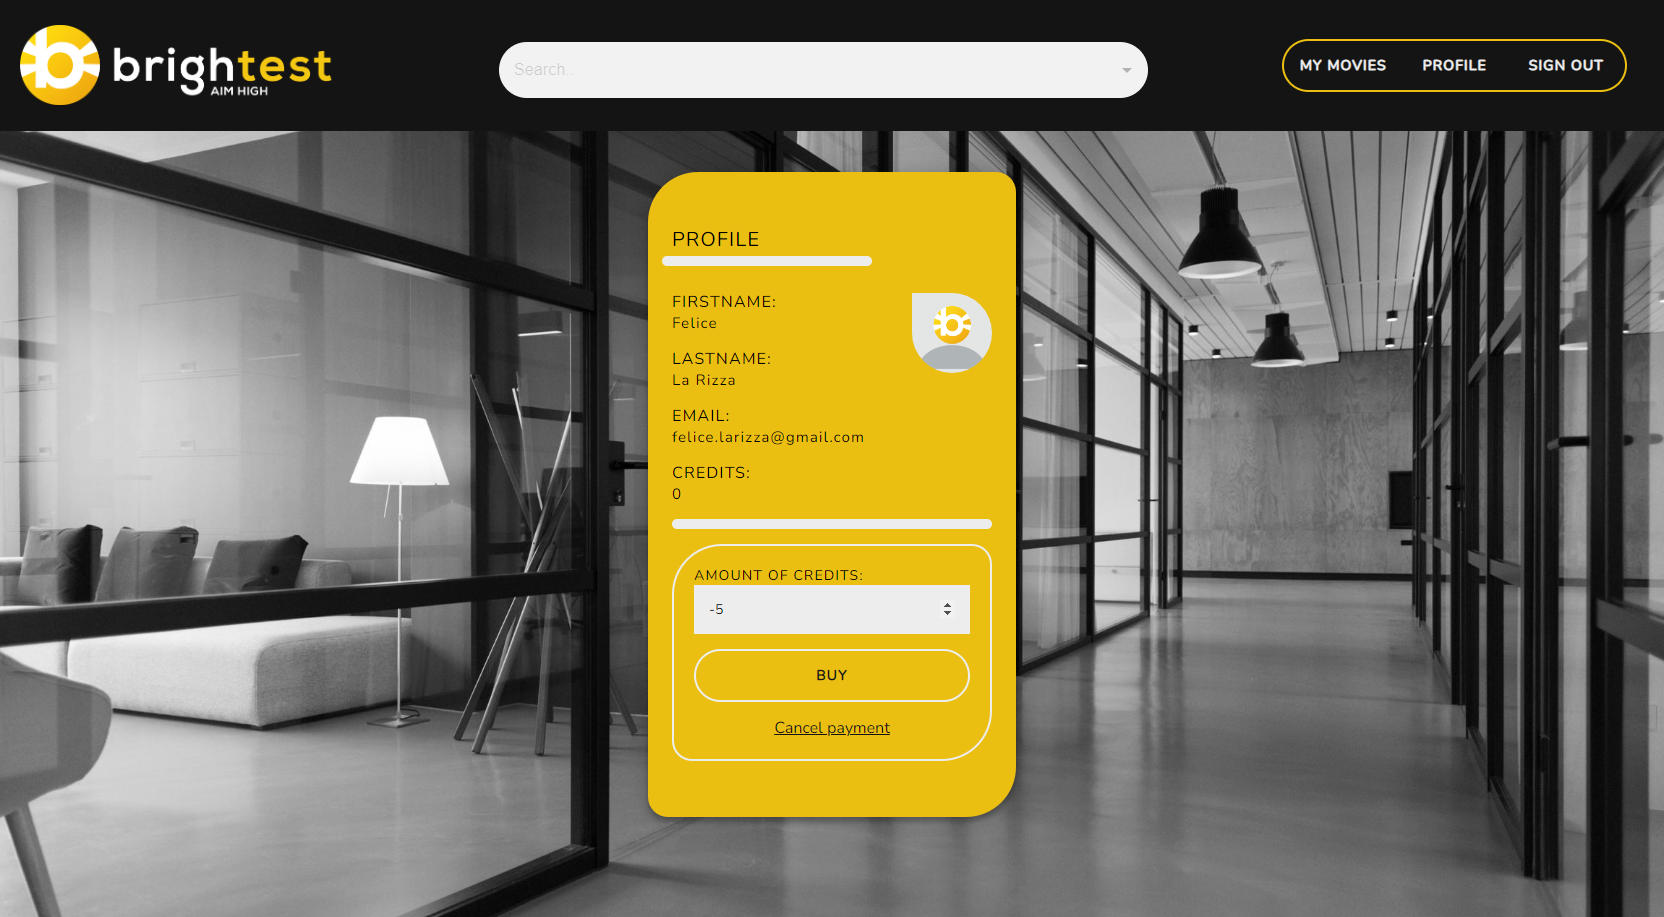 brightest
AIM HIGH
Search..
MY MOVIES PROFILE SIGN OUT
PROFILE
FIRSTNAME:
Felice
LASTNAME:
La Rizza
EMAIL:
felice.larizza@gmail.com
CREDITS:
0
AMOUNT OF CREDITS:
-5
BUY
Cancel payment